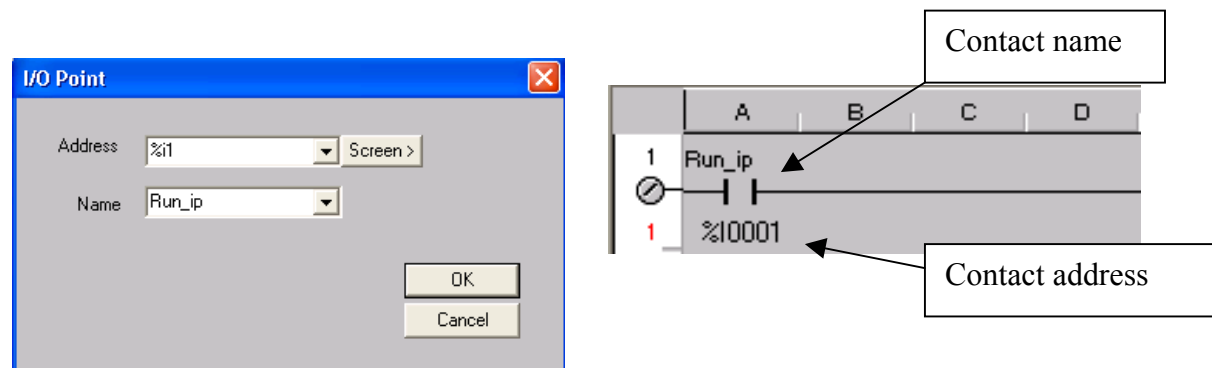 I/O Point
Address %i1 Screen >
Name Run_ip
OK
Cancel
Contact name
A B C D
1 Run_ip
1 %I0001
Contact address